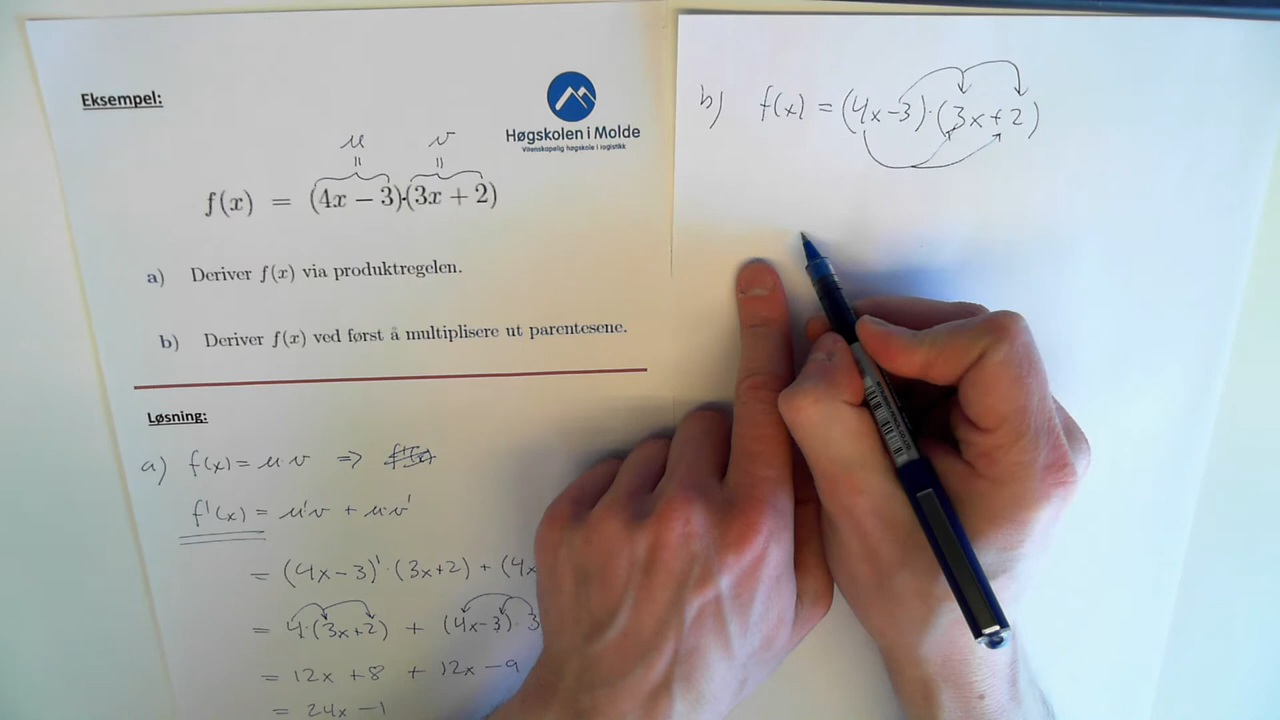 Eksempel:
Høgskolen i Molde
Vitenskapelig høgskole i logistikk
u v
= =
f(x) = (4x − 3)·(3x + 2)
a) Deriver f(x) via produktregelen.
b) Deriver f(x) ved først å multiplisere ut parentesene.
Løsning:
a) f(x) = u·v ⇒
f'(x) = u'v + u·v'
= (4x−3)'·(3x+2) + (4x
= 4·(3x+2) + (4x−3)·3
= 12x + 8 + 12x − 9
= 24x − 1
b) f(x) = (4x−3)·(3x+2)